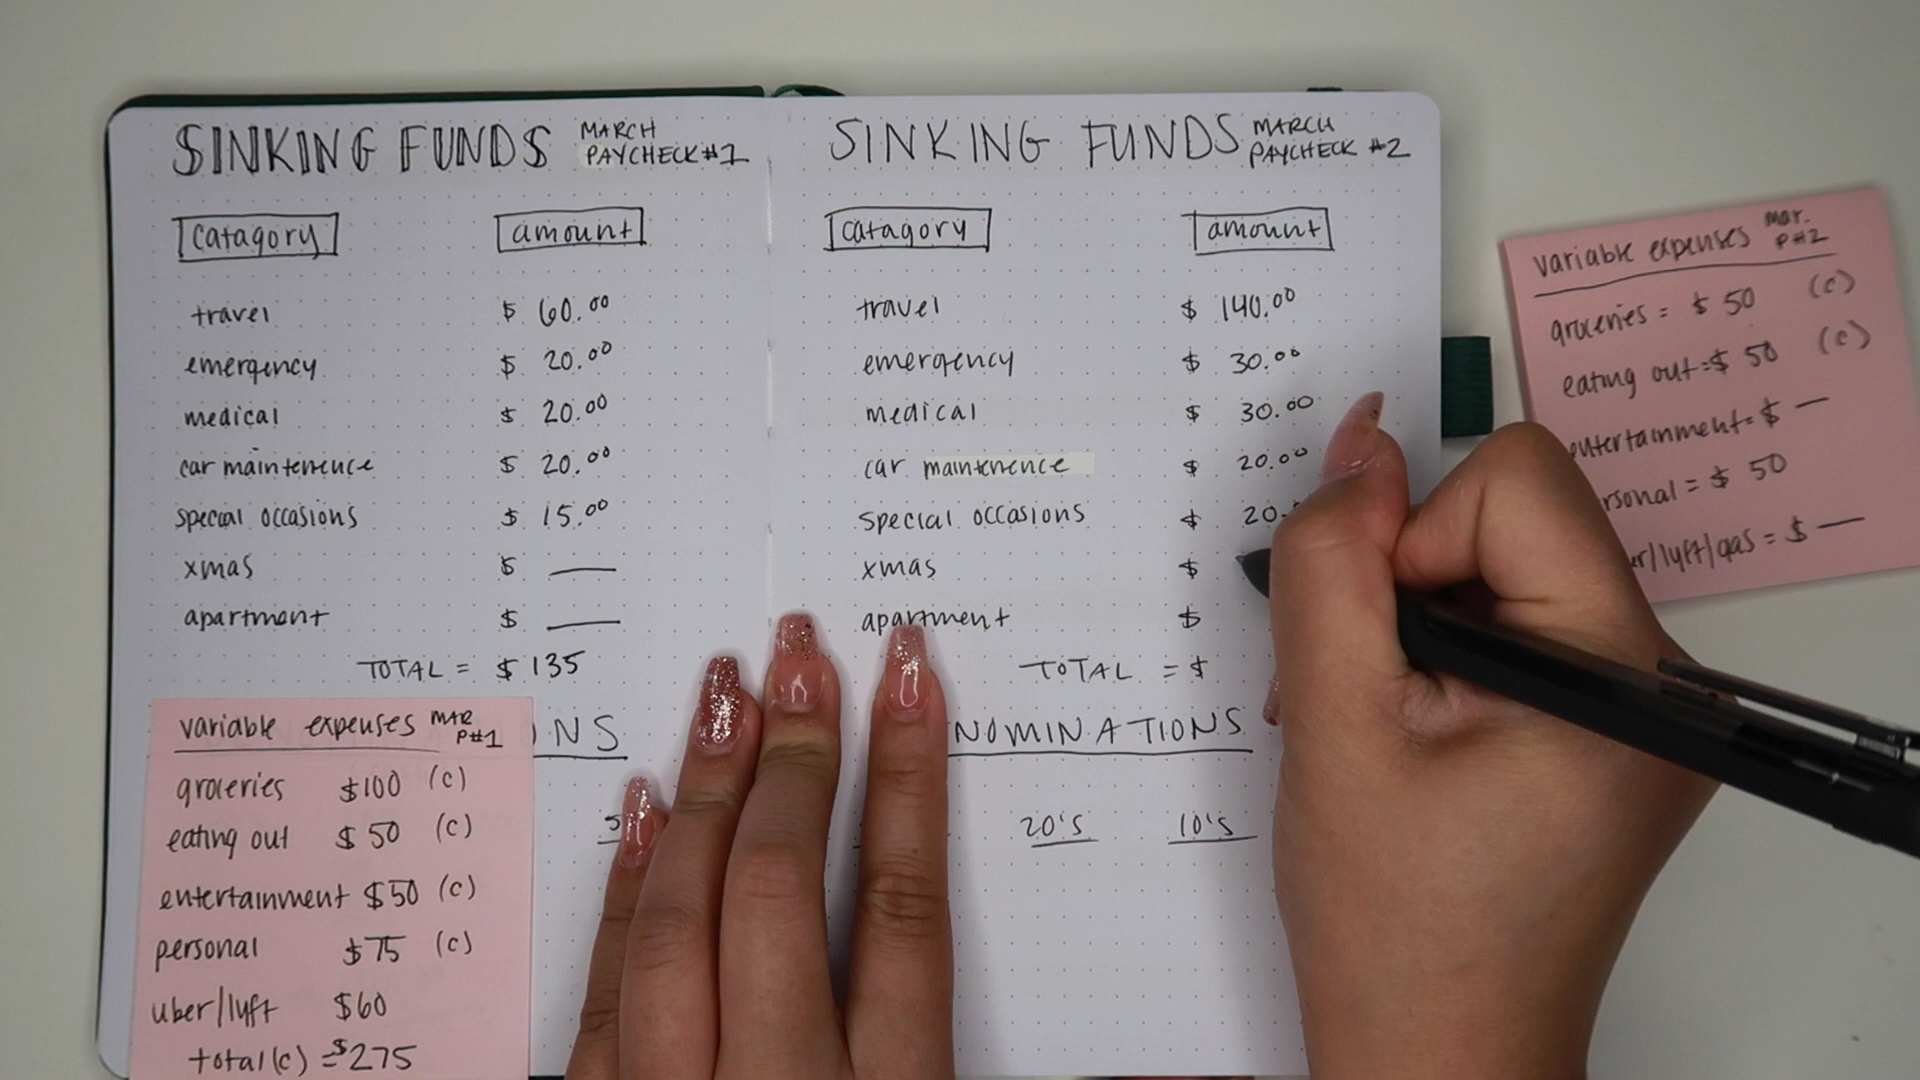 SINKING FUNDS MARCH PAYCHECK #1
catagory amount
travel $ 60.00
emergency $ 20.00
medical $ 20.00
car maintenence $ 20.00
special occasions $ 15.00
xmas $ —
apartment $ —
TOTAL = $ 135
variable expenses MAR P#1
groceries $100 (c)
eating out $ 50 (c)
entertainment $50 (c)
personal $75 (c)
uber/lyft $60
total(c) = $275
SINKING FUNDS MARCH PAYCHECK #2
catagory amount
travel $ 140.00
emergency $ 30.00
medical $ 30.00
car maintenence $ 20.00
special occasions $ 20.
xmas $
apartment $
TOTAL = $
NOMINATIONS
20's 10's
variable expenses mar. P#2
groceries = $ 50 (c)
eating out = $ 50 (c)
entertainment = $ —
rsonal = $ 50
er/lyft/gas = $ —